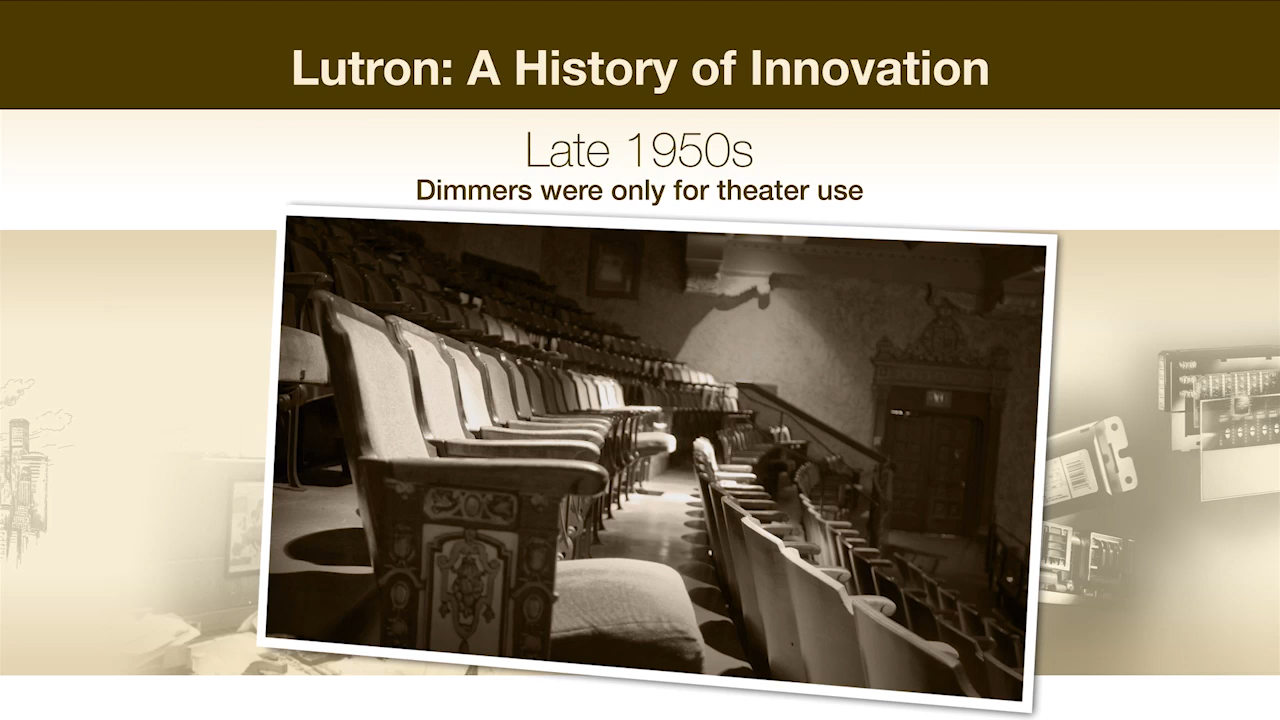 Lutron: A History of Innovation
Late 1950s
Dimmers were only for theater use